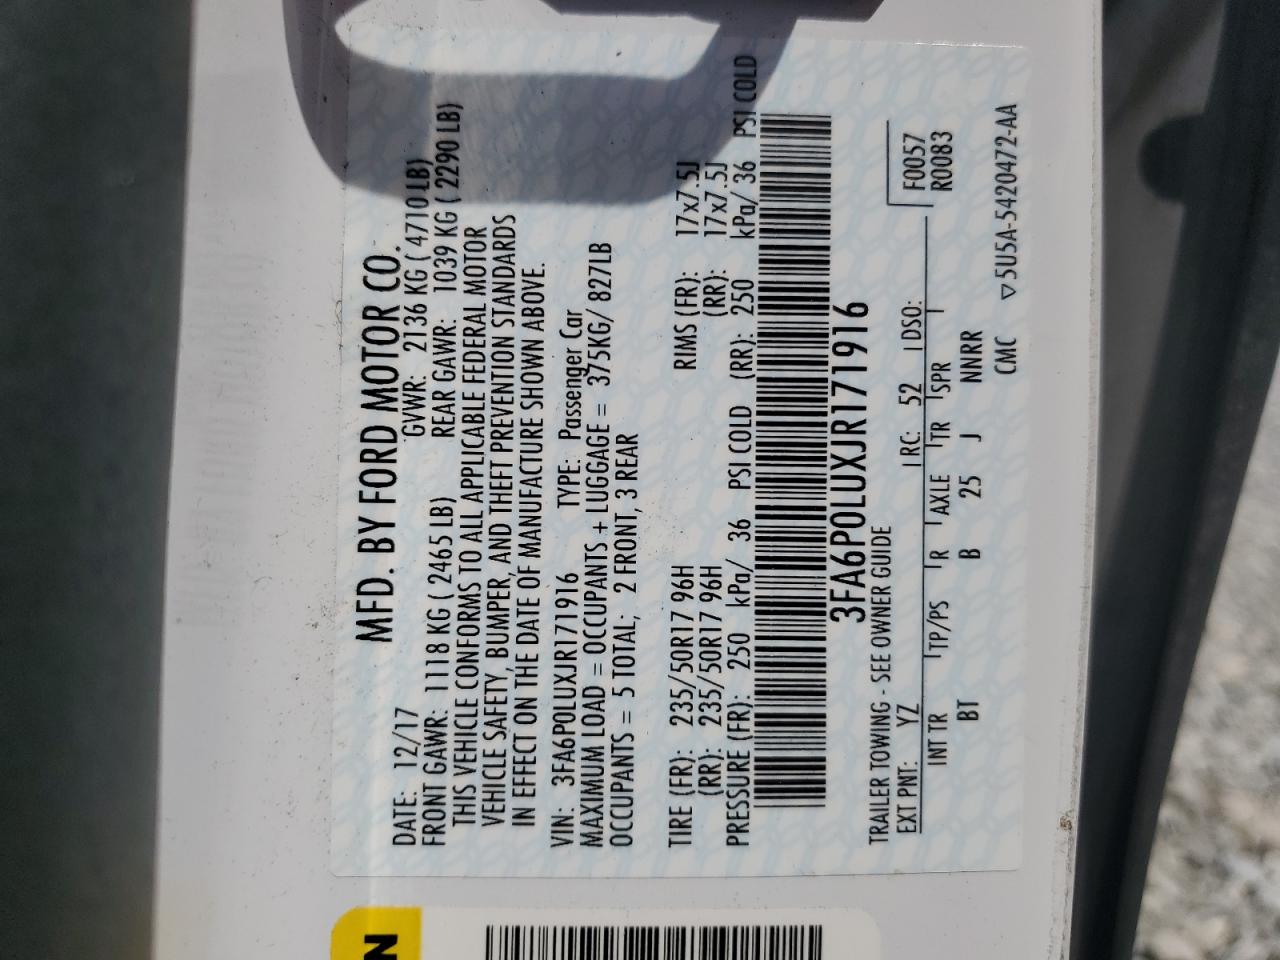 MFD. BY FORD MOTOR CO.
DATE: 12/17 GVWR: 2136 KG ( 4710 LB)
FRONT GAWR: 1118 KG ( 2465 LB) REAR GAWR: 1039 KG ( 2290 LB)
THIS VEHICLE CONFORMS TO ALL APPLICABLE FEDERAL MOTOR
VEHICLE SAFETY, BUMPER, AND THEFT PREVENTION STANDARDS
IN EFFECT ON THE DATE OF MANUFACTURE SHOWN ABOVE.
VIN: 3FA6P0LUXJR171916 TYPE: Passenger Car
MAXIMUM LOAD = OCCUPANTS + LUGGAGE = 375KG/ 827LB
OCCUPANTS = 5 TOTAL; 2 FRONT, 3 REAR
TIRE (FR): 235/50R17 96H RIMS (FR): 17x7.5J
(RR): 235/50R17 96H (RR): 17x7.5J
PRESSURE (FR): 250 kPa/ 36 PSI COLD (RR): 250 kPa/ 36 PSI COLD
3FA6P0LUXJR171916
TRAILER TOWING - SEE OWNER GUIDE F0057
EXT PNT: YZ RC: 52 DSO: R0083
INT TR TP/PS R AXLE TR SPR
BT B 25 J NNRR
CMC ▽5U5A-5420472-AA
N